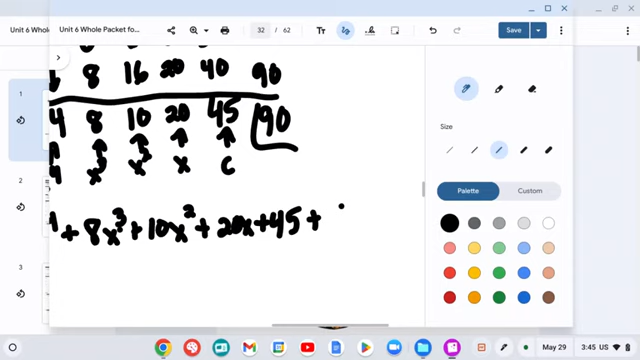 Unit 6 Whole Packet fo...
32 / 62
Save
8 16 20 40 90
4 8 10 20 45 90
x³ x² x C
+ 8x³ + 10x² + 20x + 45 +
1
2
3
Size
Palette
Custom
May 29
3:45 US